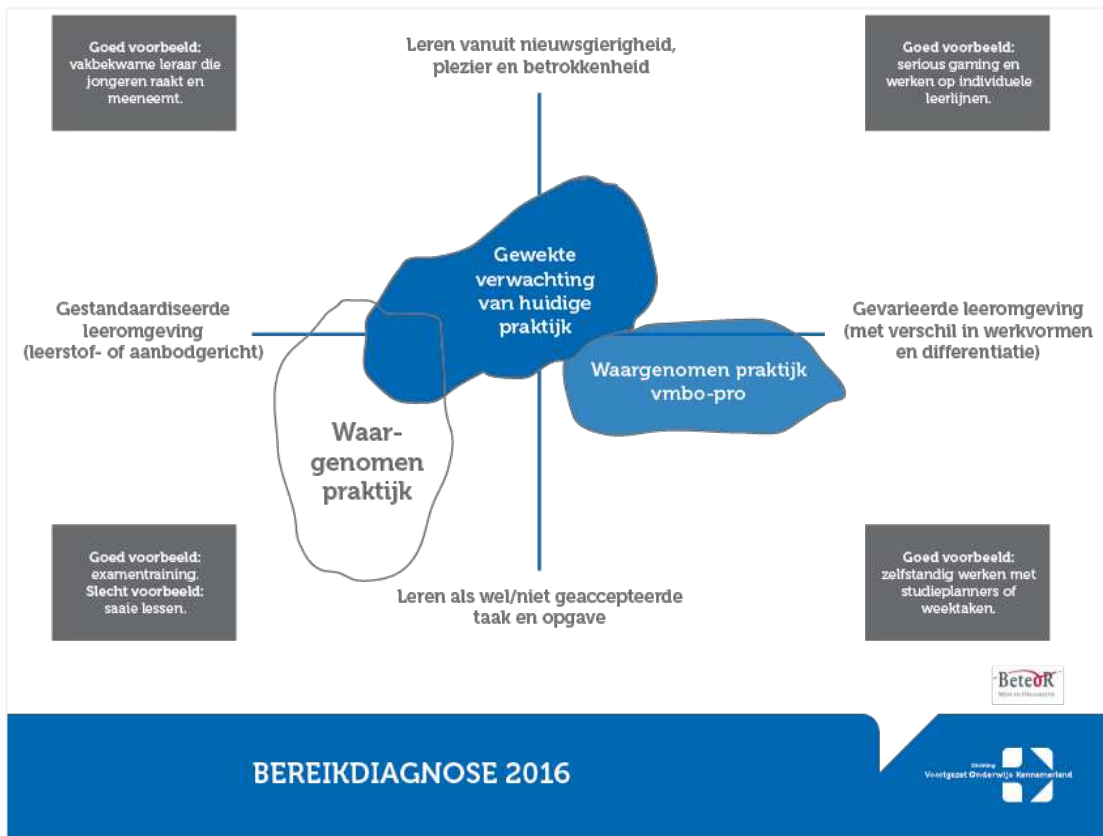 Goed voorbeeld:
vakbekwame leraar die
jongeren raakt en
meeneemt.
Leren vanuit nieuwsgierigheid,
plezier en betrokkenheid
Goed voorbeeld:
serious gaming en
werken op individuele
leerlijnen.
Gewekte
verwachting
van huidige
praktijk
Gestandaardiseerde
leeromgeving
(leerstof- of aanbodgericht)
Gevarieerde leeromgeving
(met verschil in werkvormen
en differentiatie)
Waargenomen praktijk
vmbo-pro
Waar-
genomen
praktijk
Goed voorbeeld:
examentraining.
Slecht voorbeeld:
saaie lessen.
Leren als wel/niet geaccepteerde
taak en opgave
Goed voorbeeld:
zelfstandig werken met
studieplanners of
weektaken.
BeteoR
BEREIKDIAGNOSE 2016
Stichting
Voortgezet Onderwijs Kennemerland